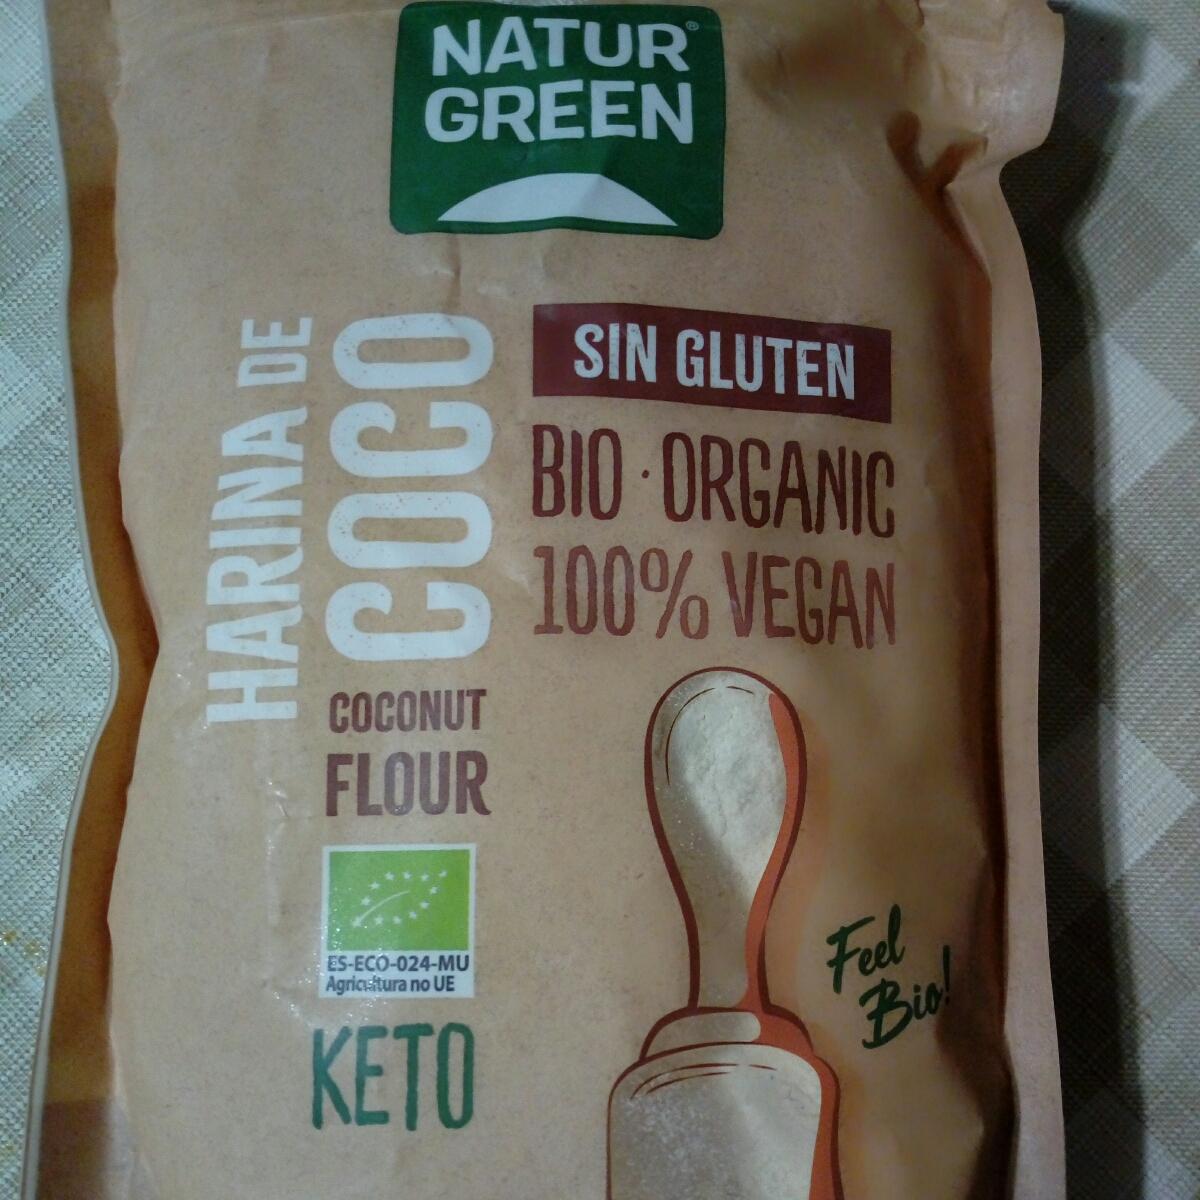 NATUR®
GREEN
HARINA DE
COCO
COCONUT
FLOUR
SIN GLUTEN
BIO · ORGANIC
100% VEGAN
ES-ECO-024-MU
Agricultura no UE
KETO
Feel
Bio!